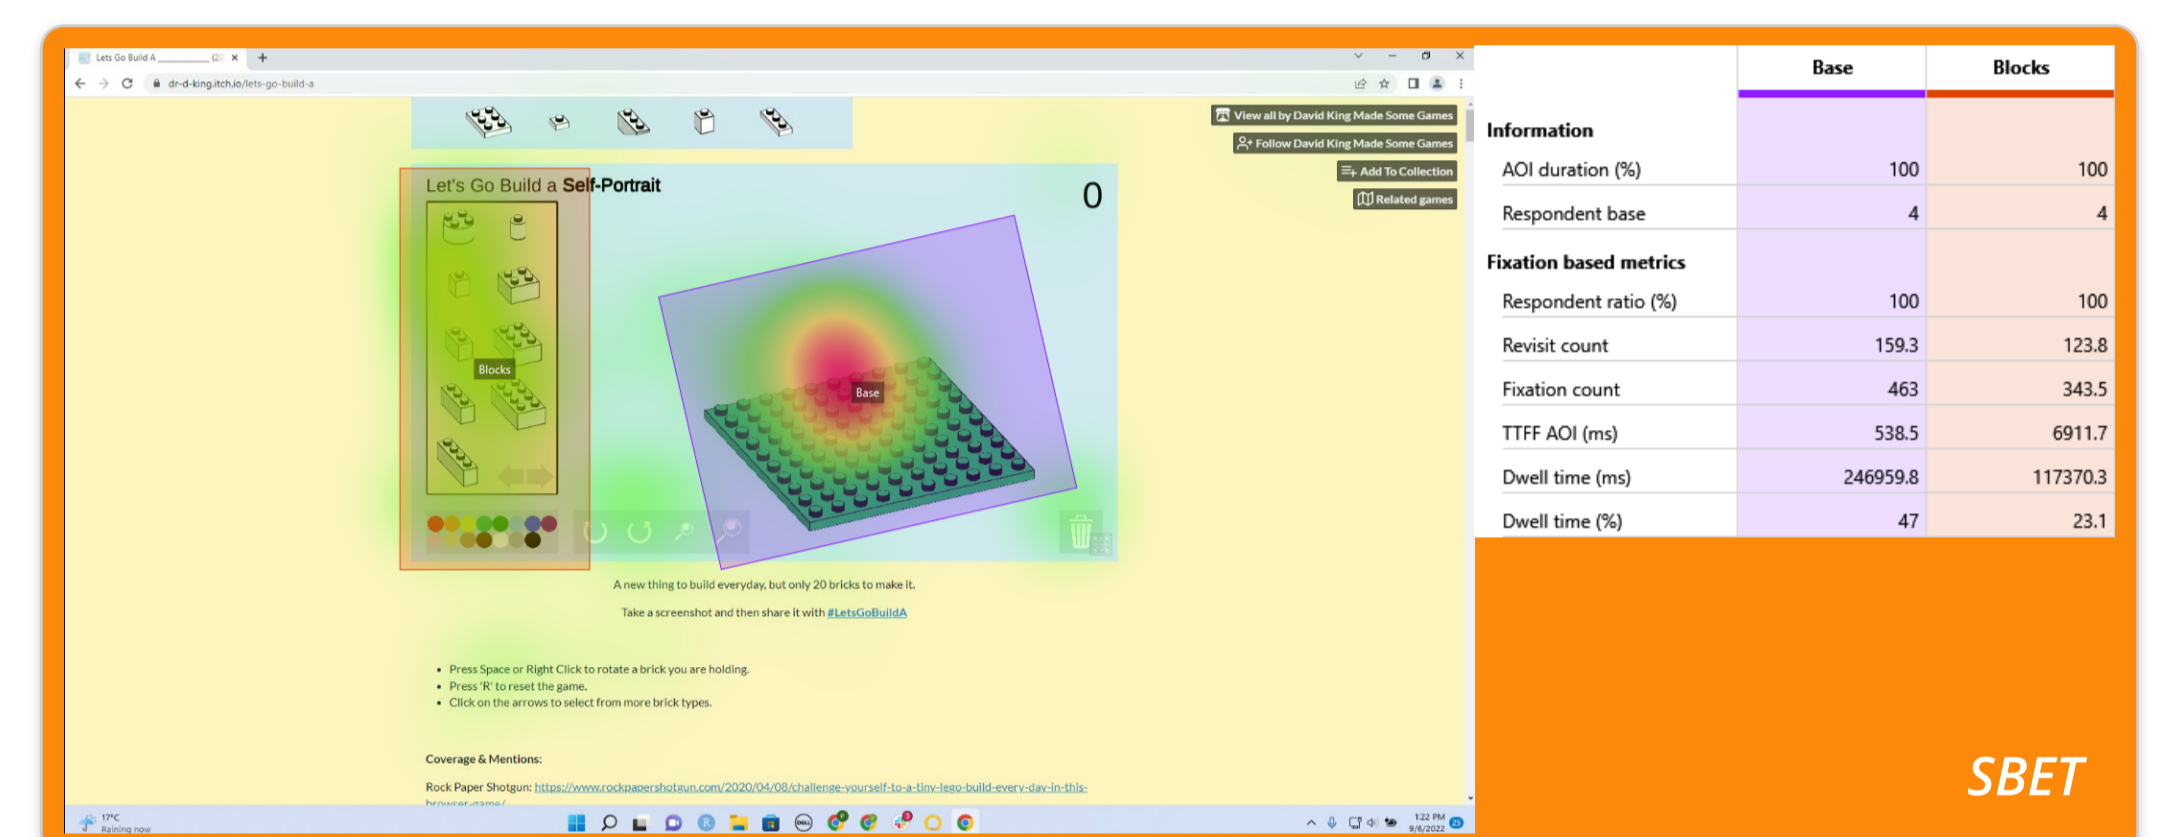 Lets Go Build A __________ (20
dr-d-king.itch.io/lets-go-build-a
View all by David King Made Some Games
Follow David King Made Some Games
Add To Collection
Related games
Let's Go Build a Self-Portrait
0
Blocks
Base
A new thing to build everyday, but only 20 bricks to make it.
Take a screenshot and then share it with #LetsGoBuildA
Press Space or Right Click to rotate a brick you are holding.
Press 'R' to reset the game.
Click on the arrows to select from more brick types.
Coverage & Mentions:
Rock Paper Shotgun: https://www.rockpapershotgun.com/2020/04/08/challenge-yourself-to-a-tiny-lego-build-every-day-in-this-
browser-game/
17°C
Raining now
1:22 PM
9/6/2022
25
Base Blocks
Information
AOI duration (%) 100 100
Respondent base 4 4
Fixation based metrics
Respondent ratio (%) 100 100
Revisit count 159.3 123.8
Fixation count 463 343.5
TTFF AOI (ms) 538.5 6911.7
Dwell time (ms) 246959.8 117370.3
Dwell time (%) 47 23.1
SBET